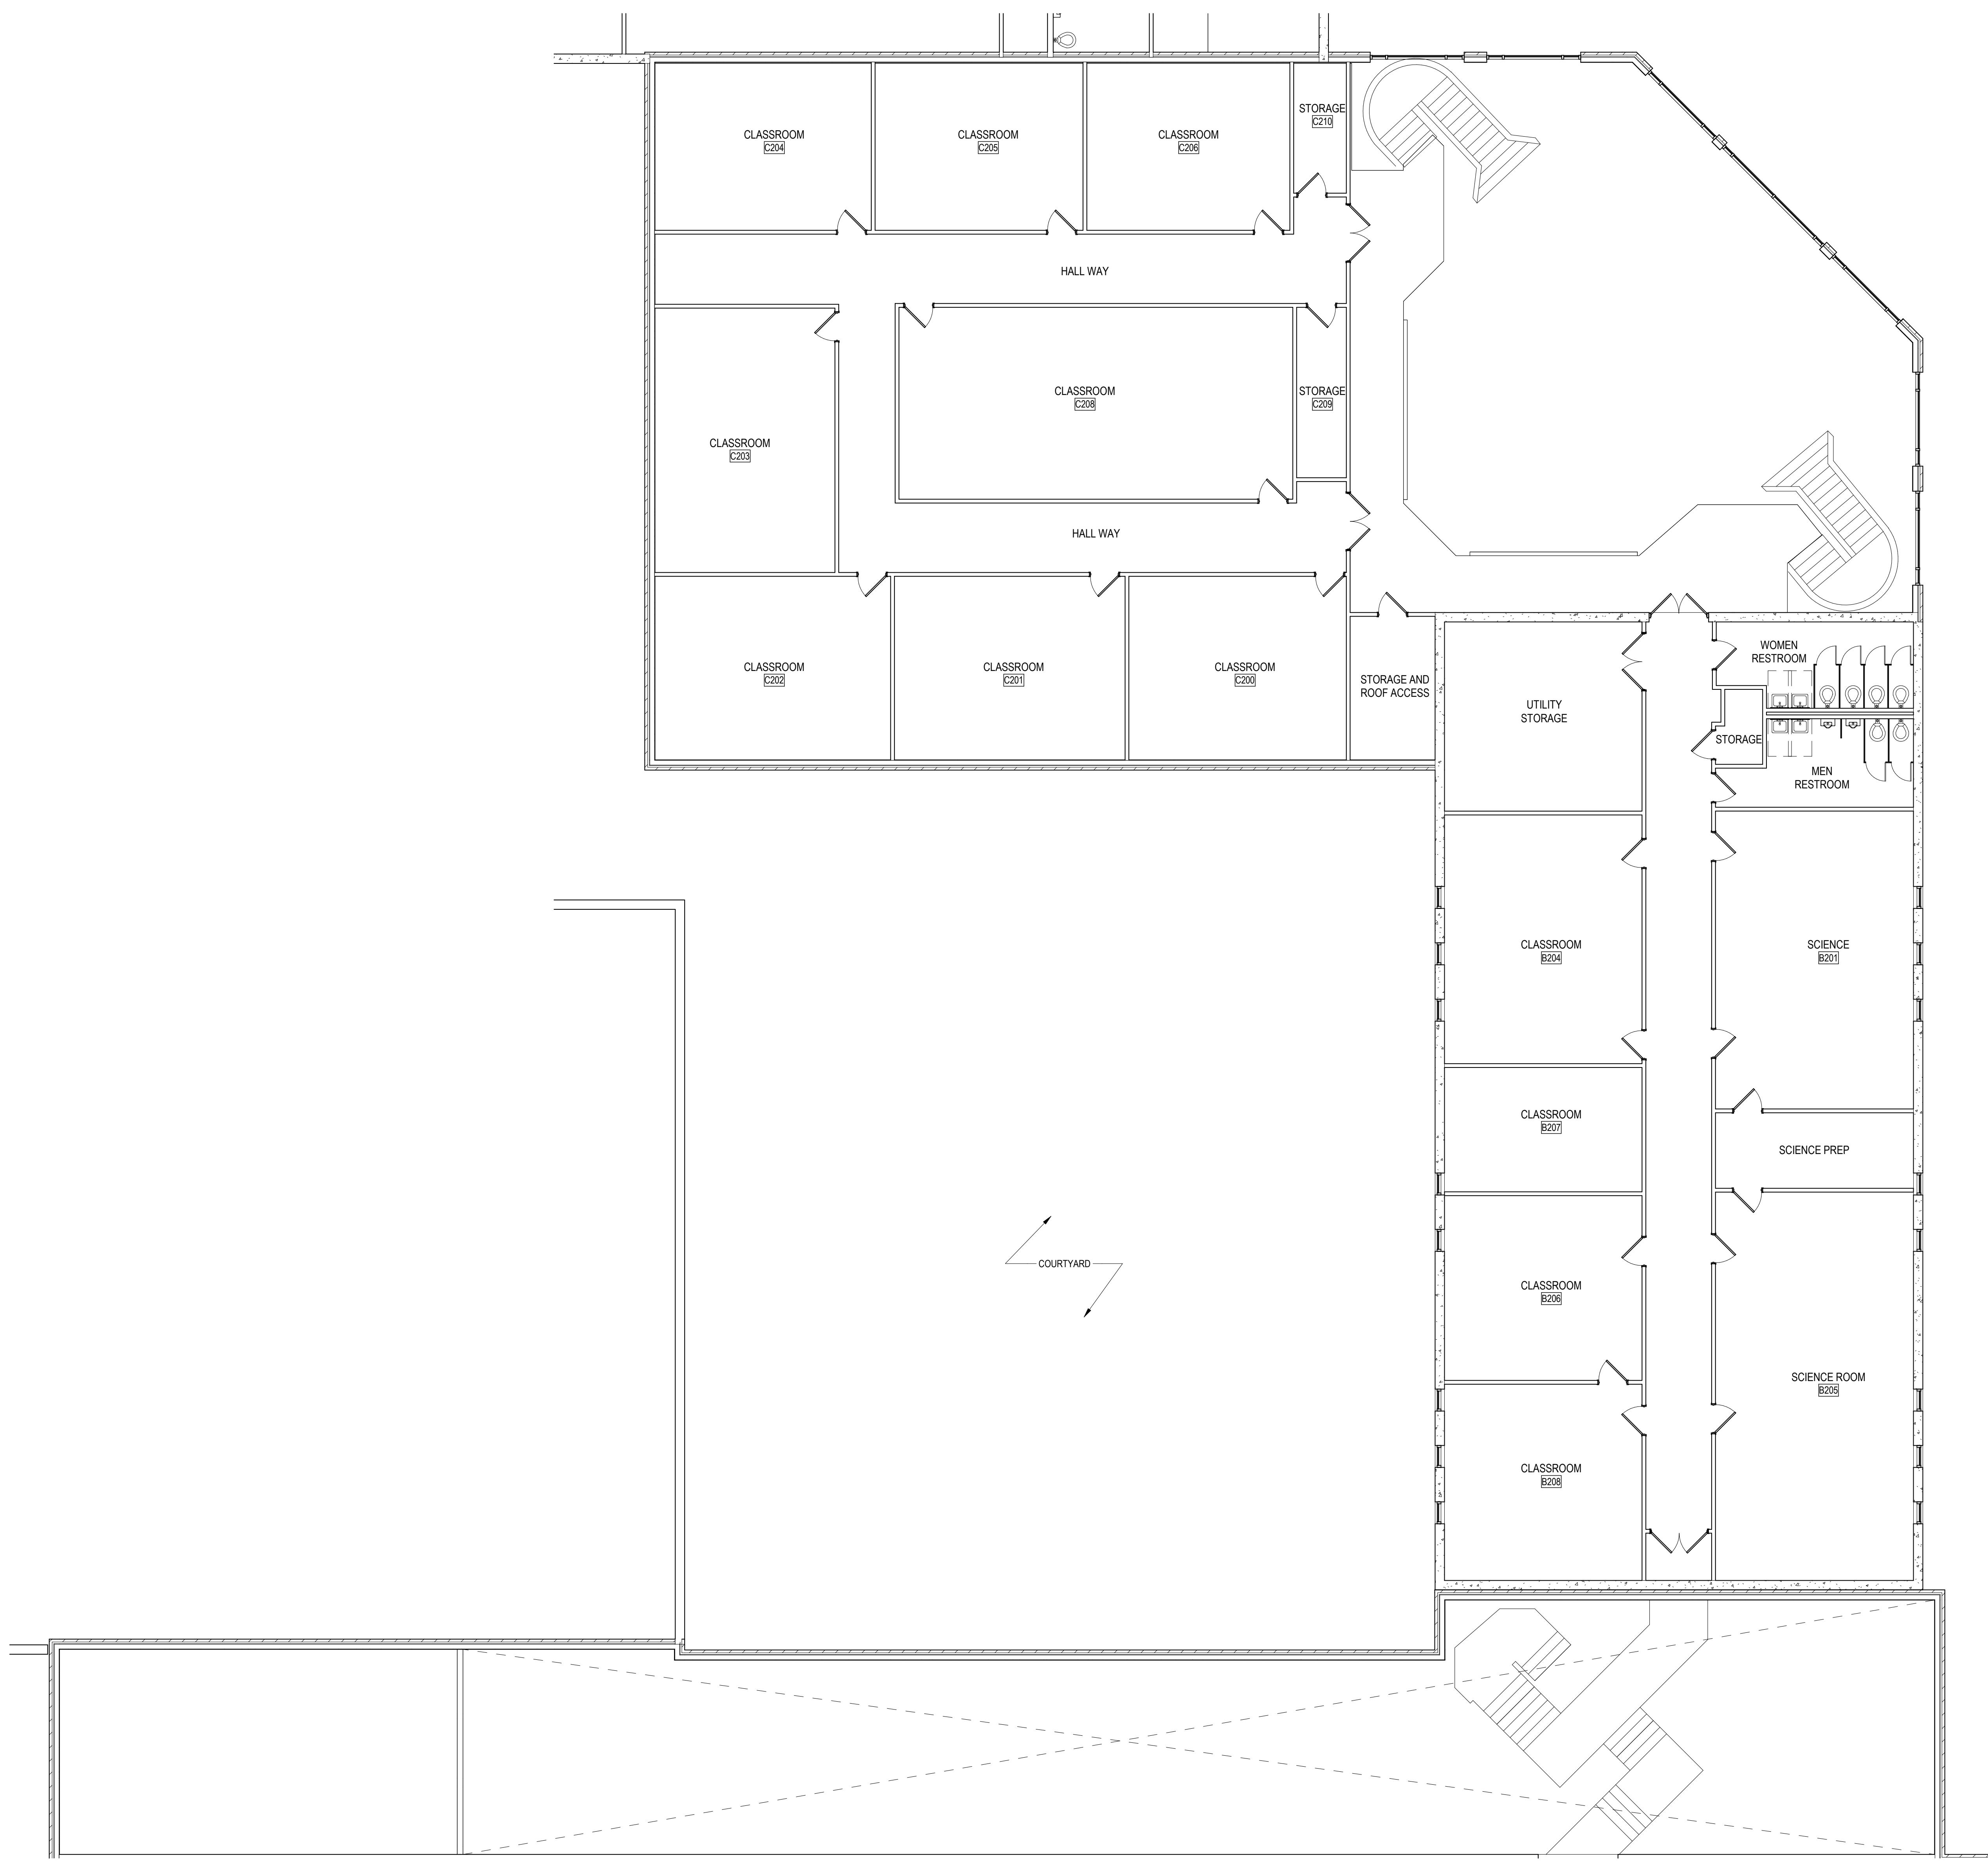 STORAGE
C210
CLASSROOM
C204
CLASSROOM
C205
CLASSROOM
C206
HALL WAY
CLASSROOM
C208
STORAGE
C209
CLASSROOM
C203
HALL WAY
CLASSROOM
C202
CLASSROOM
C201
CLASSROOM
C200
STORAGE AND
ROOF ACCESS
UTILITY
STORAGE
WOMEN
RESTROOM
STORAGE
MEN
RESTROOM
CLASSROOM
B204
SCIENCE
B201
CLASSROOM
B207
SCIENCE PREP
COURTYARD
CLASSROOM
B206
SCIENCE ROOM
B205
CLASSROOM
B208